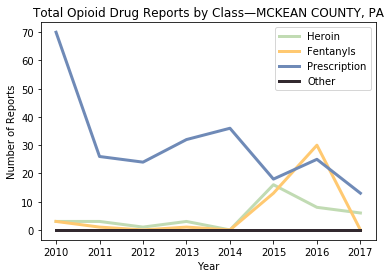 Total Opioid Drug Reports by Class—MCKEAN COUNTY, PA
Heroin
Fentanyls
Prescription
Other
Number of Reports
70
60
50
40
30
20
10
0
2010 2011 2012 2013 2014 2015 2016 2017
Year